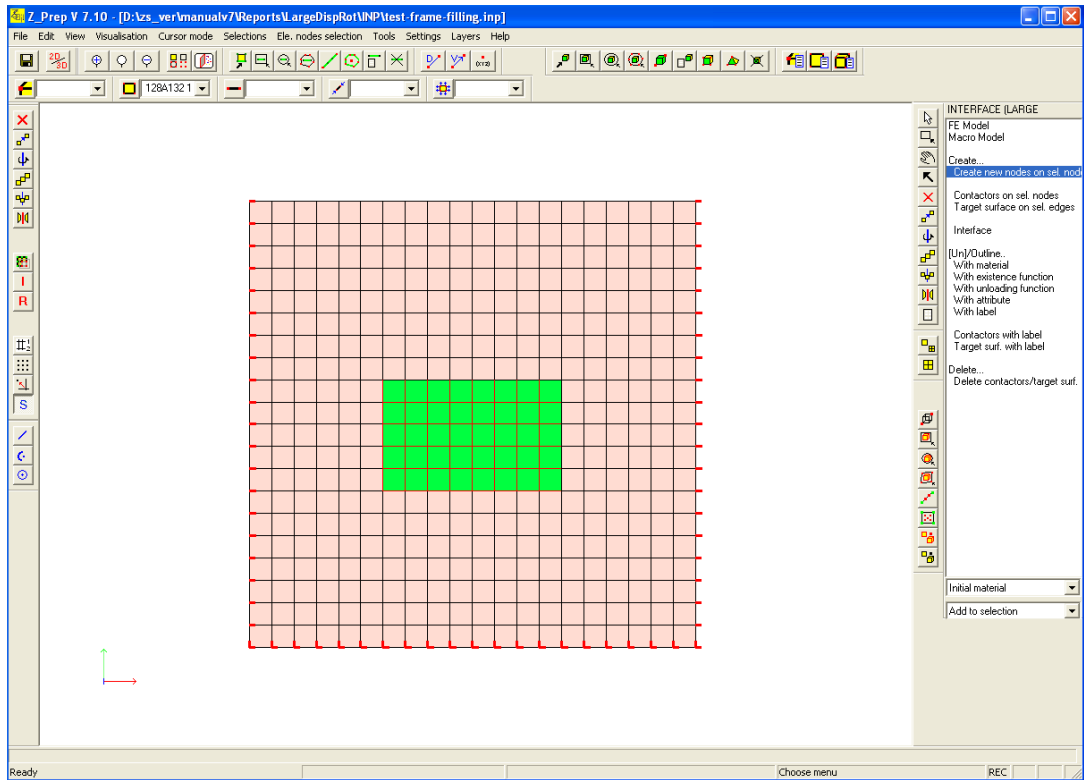 Z_Prep V 7.10 - [D:\zs_ver\manualv7\Reports\LargeDispRot\INP\test-frame-filling.inp]
File Edit View Visualisation Cursor mode Selections Ele. nodes selection Tools Settings Layers Help
2D/3D
D
V
(x+a)
128A132 1
INTERFACE (LARGE
FE Model
Macro Model
Create...
Create new nodes on sel. nod
Contactors on sel. nodes
Target surface on sel. edges
Interface
[Un]/Outline..
With material
With existence function
With unloading function
With attribute
With label
Contactors with label
Target surf. with label
Delete...
Delete contactors/target surf.
I
R
S
Initial material
Add to selection
Ready
Choose menu
REC